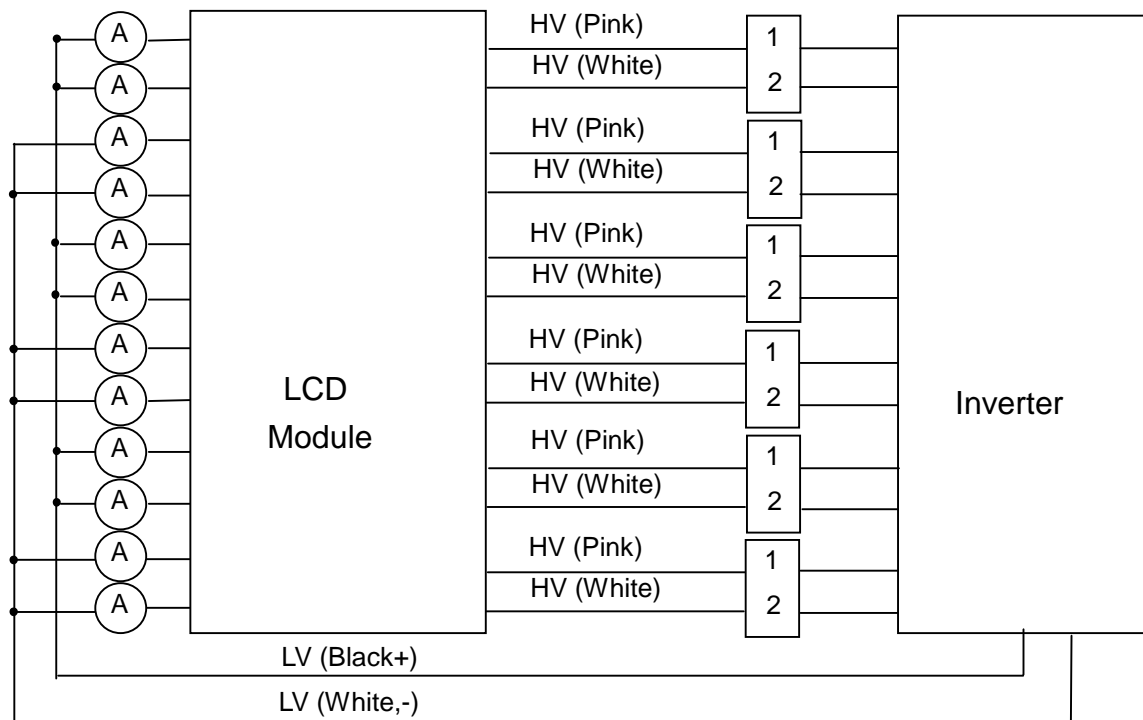 A
A
A
A
A
A
A
A
A
A
A
A
LCD
Module
HV (Pink)
HV (White)
1
2
HV (Pink)
HV (White)
1
2
HV (Pink)
HV (White)
1
2
HV (Pink)
HV (White)
1
2
HV (Pink)
HV (White)
1
2
HV (Pink)
HV (White)
1
2
Inverter
LV (Black+)
LV (White,-)